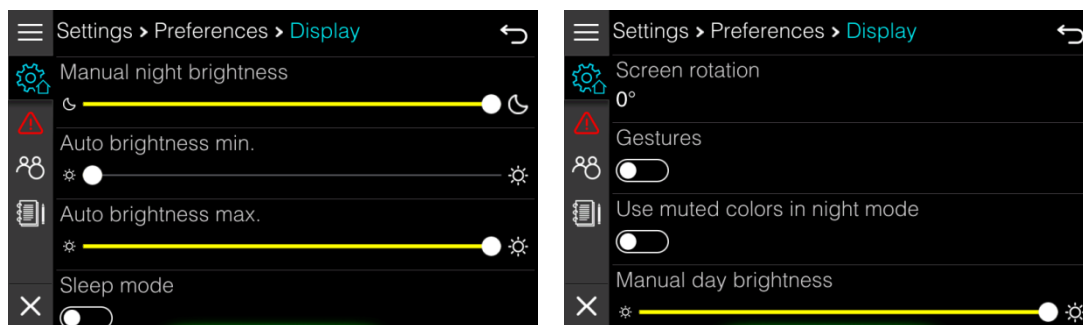 Settings > Preferences > Display
Manual night brightness
Auto brightness min.
Auto brightness max.
Sleep mode
Settings > Preferences > Display
Screen rotation
0°
Gestures
Use muted colors in night mode
Manual day brightness